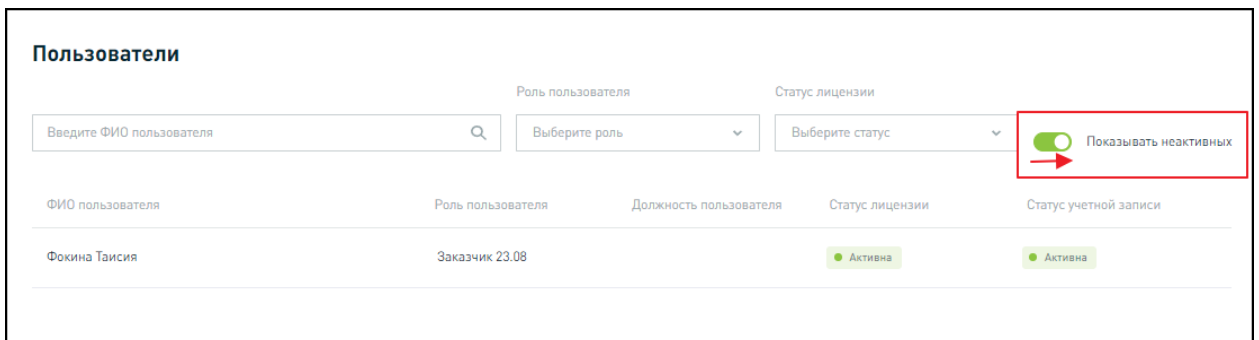 Пользователи
Роль пользователя Статус лицензии
Введите ФИО пользователя Выберите роль Выберите статус Показывать неактивных
ФИО пользователя Роль пользователя Должность пользователя Статус лицензии Статус учетной записи
Фокина Таисия Заказчик 23.08 Активна Активна